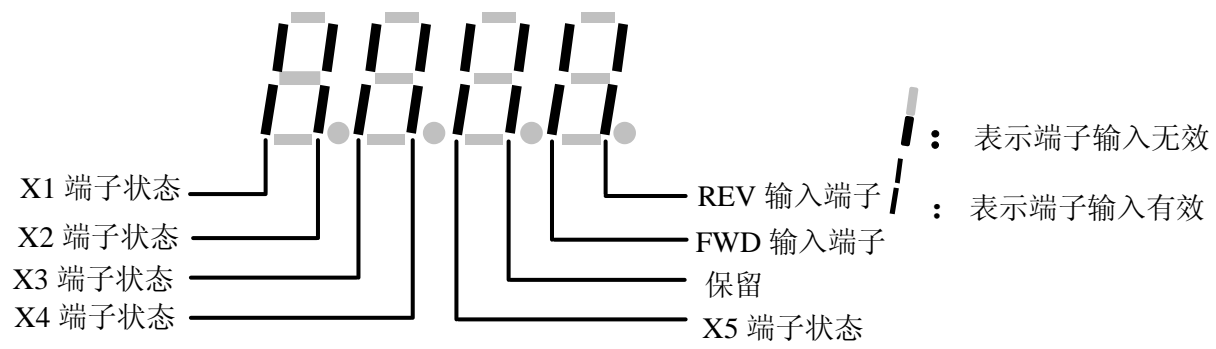 ： 表示端子输入无效
X1 端子状态
REV 输入端子
： 表示端子输入有效
X2 端子状态
FWD 输入端子
X3 端子状态
保留
X4 端子状态
X5 端子状态